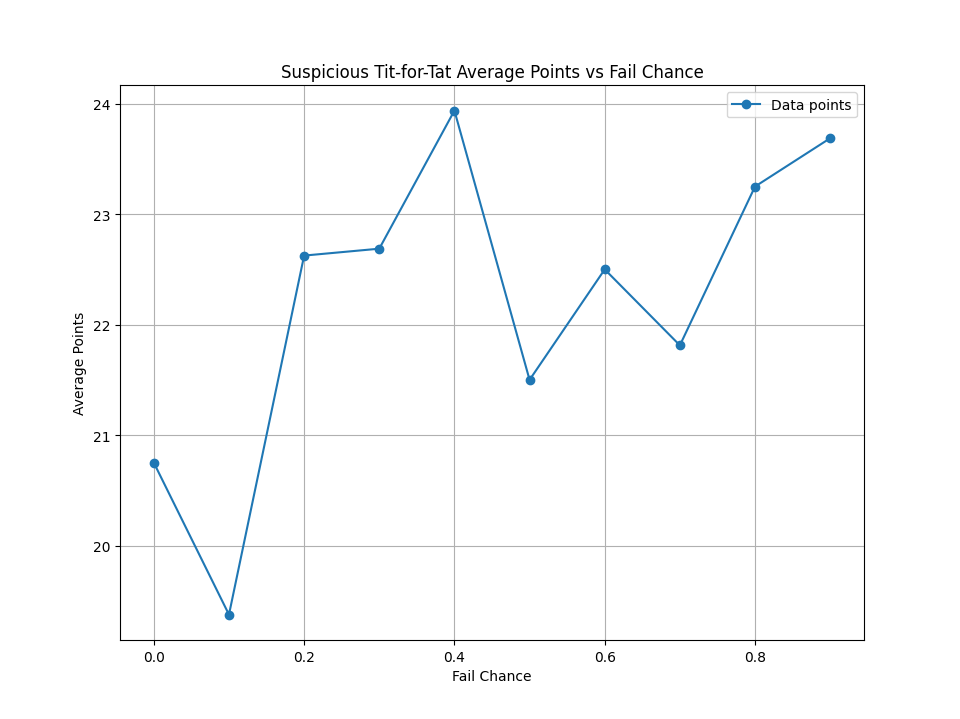 Suspicious Tit-for-Tat Average Points vs Fail Chance
Data points
24
23
22
21
20
Average Points
0.0 0.2 0.4 0.6 0.8
Fail Chance